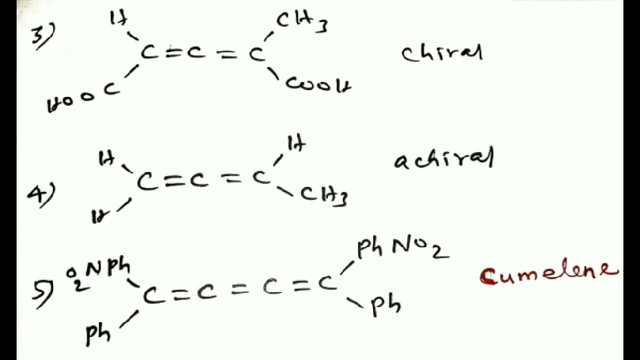 3) H CH3
C = C = C chiral
HOOC COOH
H H
4) C = C = C achiral
H CH3
5) O2NPh PhNO2
C = C = C = C cumelene
Ph Ph